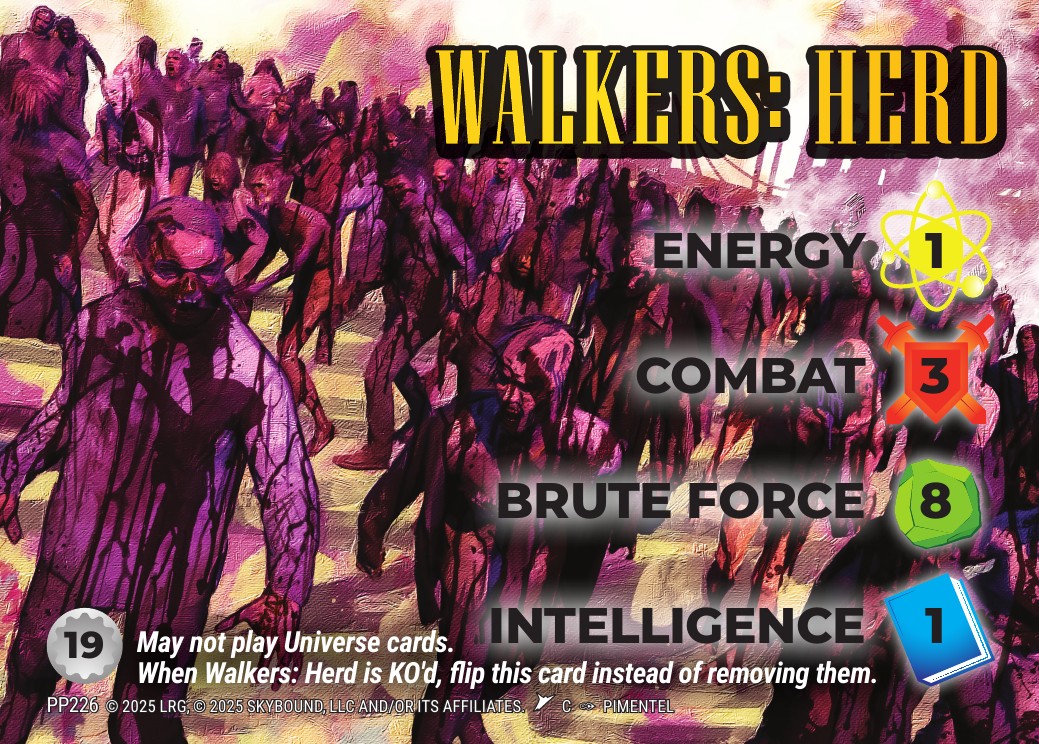 WALKERS: HERD
ENERGY 1
COMBAT 3
BRUTE FORCE 8
INTELLIGENCE 1
19
May not play Universe cards.
When Walkers: Herd is KO'd, flip this card instead of removing them.
PP226 © 2025 LRG, © 2025 SKYBOUND, LLC AND/OR ITS AFFILIATES. C PIMENTEL